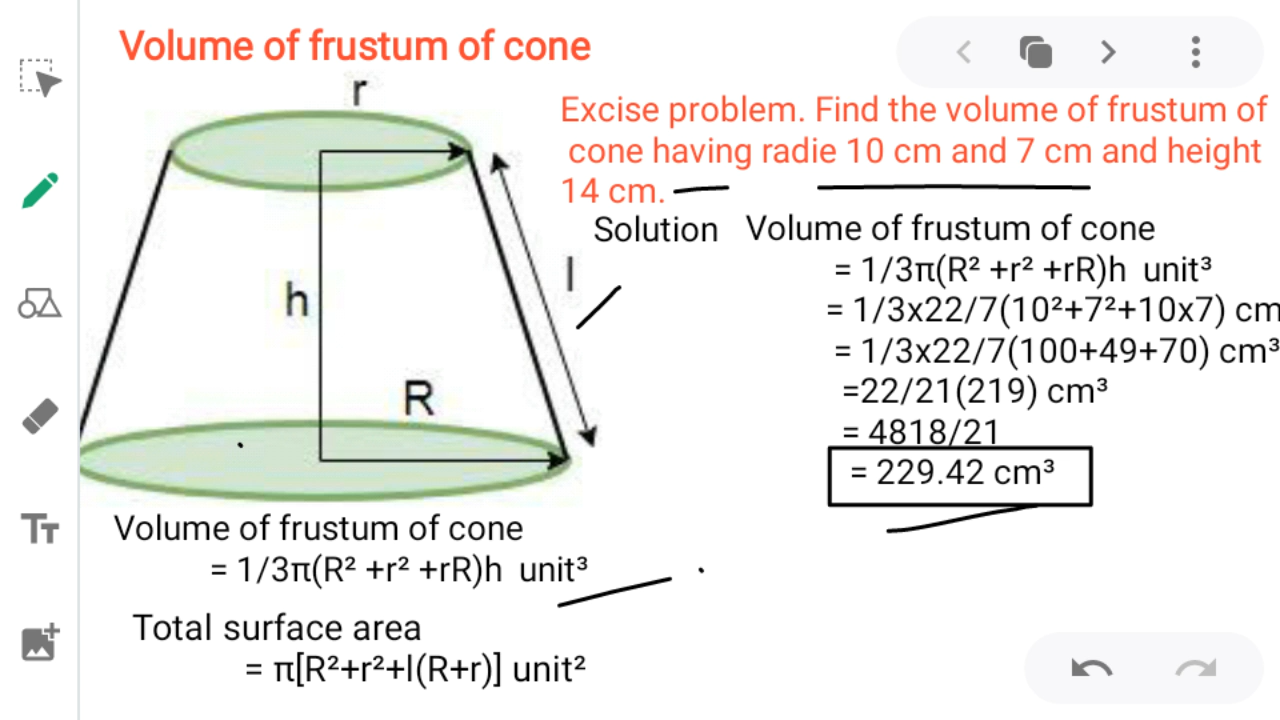 Volume of frustum of cone
r
Excise problem. Find the volume of frustum of
cone having radie 10 cm and 7 cm and height
14 cm.
Solution Volume of frustum of cone
= 1/3π(R² +r² +rR)h unit³
= 1/3x22/7(10²+7²+10x7) cm
= 1/3x22/7(100+49+70) cm³
=22/21(219) cm³
= 4818/21
= 229.42 cm³
h
l
R
Volume of frustum of cone
= 1/3π(R² +r² +rR)h unit³
Total surface area
= π[R²+r²+l(R+r)] unit²
TT